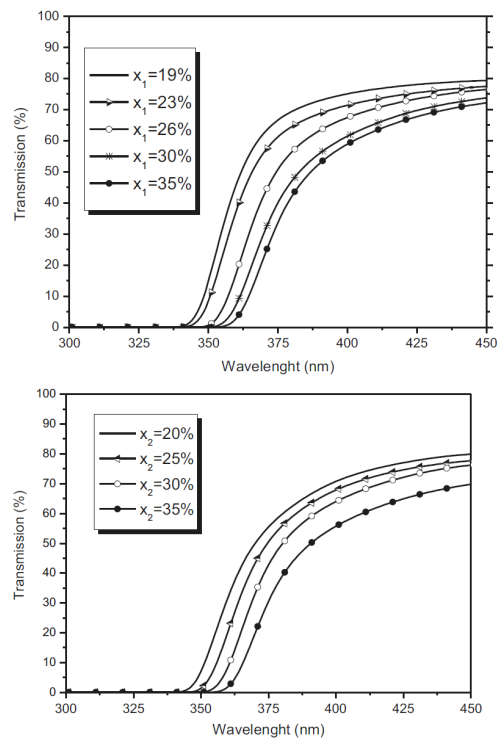 100
90
80
70
60
50
40
30
20
10
0
Transmission (%)
x1=19%
x1=23%
x1=26%
x1=30%
x1=35%
300 325 350 375 400 425 450
Wavelenght (nm)
100
90
80
70
60
50
40
30
20
10
0
Transmission (%)
x2=20%
x2=25%
x2=30%
x2=35%
300 325 350 375 400 425 450
Wavelenght (nm)